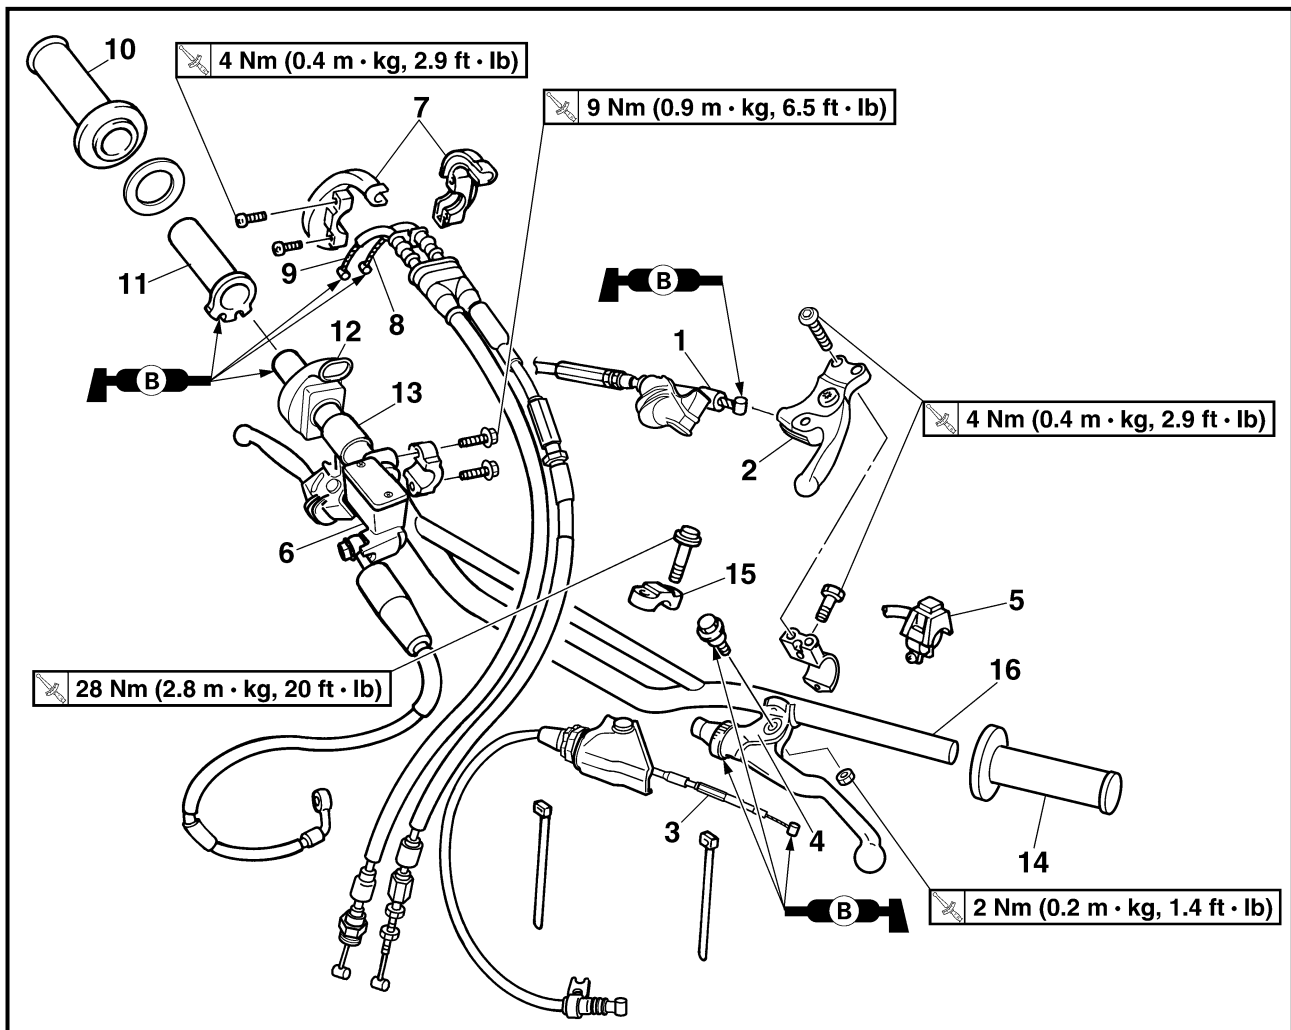 10
4 Nm (0.4 m · kg, 2.9 ft · lb)
7
9 Nm (0.9 m · kg, 6.5 ft · lb)
9
11
8
B
12
1
B
13
4 Nm (0.4 m · kg, 2.9 ft · lb)
2
6
15
5
28 Nm (2.8 m · kg, 20 ft · lb)
16
3
4
14
B
2 Nm (0.2 m · kg, 1.4 ft · lb)